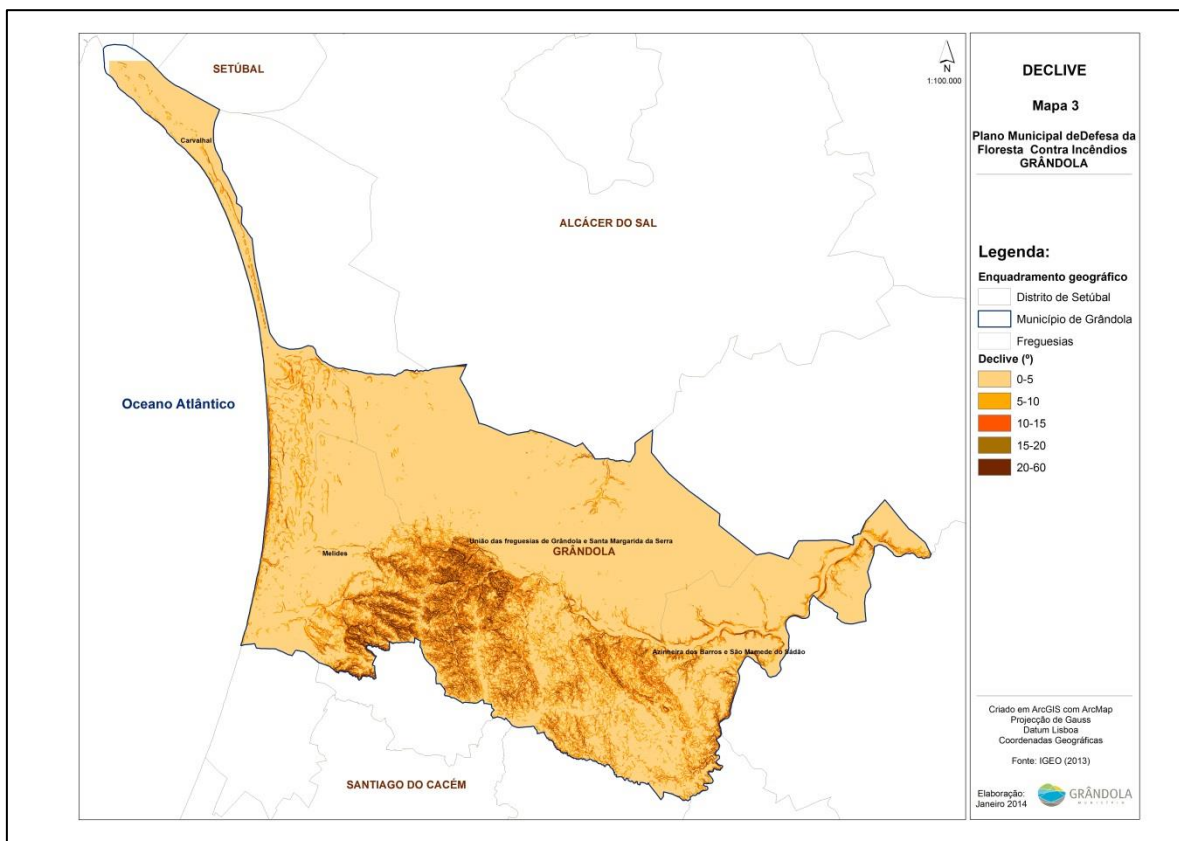 SETÚBAL
N
1:100.000
Carvalhal
ALCÁCER DO SAL
Oceano Atlântico
União das freguesias de Grândola e Santa Margarida da Serra
GRÂNDOLA
Melides
Azinheira dos Barros e São Mamede do Sádão
SANTIAGO DO CACÉM
DECLIVE
Mapa 3
Plano Municipal deDefesa da
Floresta Contra Incêndios
GRÂNDOLA
Legenda:
Enquadramento geográfico
Distrito de Setúbal
Município de Grândola
Freguesias
Declive (º)
0-5
5-10
10-15
15-20
20-60
Criado em ArcGIS com ArcMap
Projecção de Gauss
Datum Lisboa
Coordenadas Geográficas
Fonte: IGEO (2013)
Elaboração:
Janeiro 2014
GRÂNDOLA
MUNICÍPIO